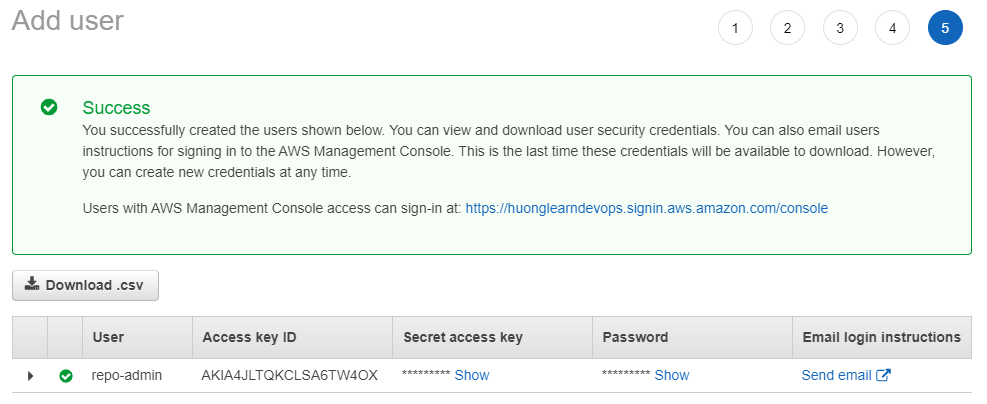 Add user
1 2 3 4 5
Success
You successfully created the users shown below. You can view and download user security credentials. You can also email users
instructions for signing in to the AWS Management Console. This is the last time these credentials will be available to download. However,
you can create new credentials at any time.
Users with AWS Management Console access can sign-in at: https://huonglearndevops.signin.aws.amazon.com/console
Download .csv
User Access key ID Secret access key Password Email login instructions
repo-admin AKIA4JLTQKCLSA6TW4OX ********* Show ********* Show Send email